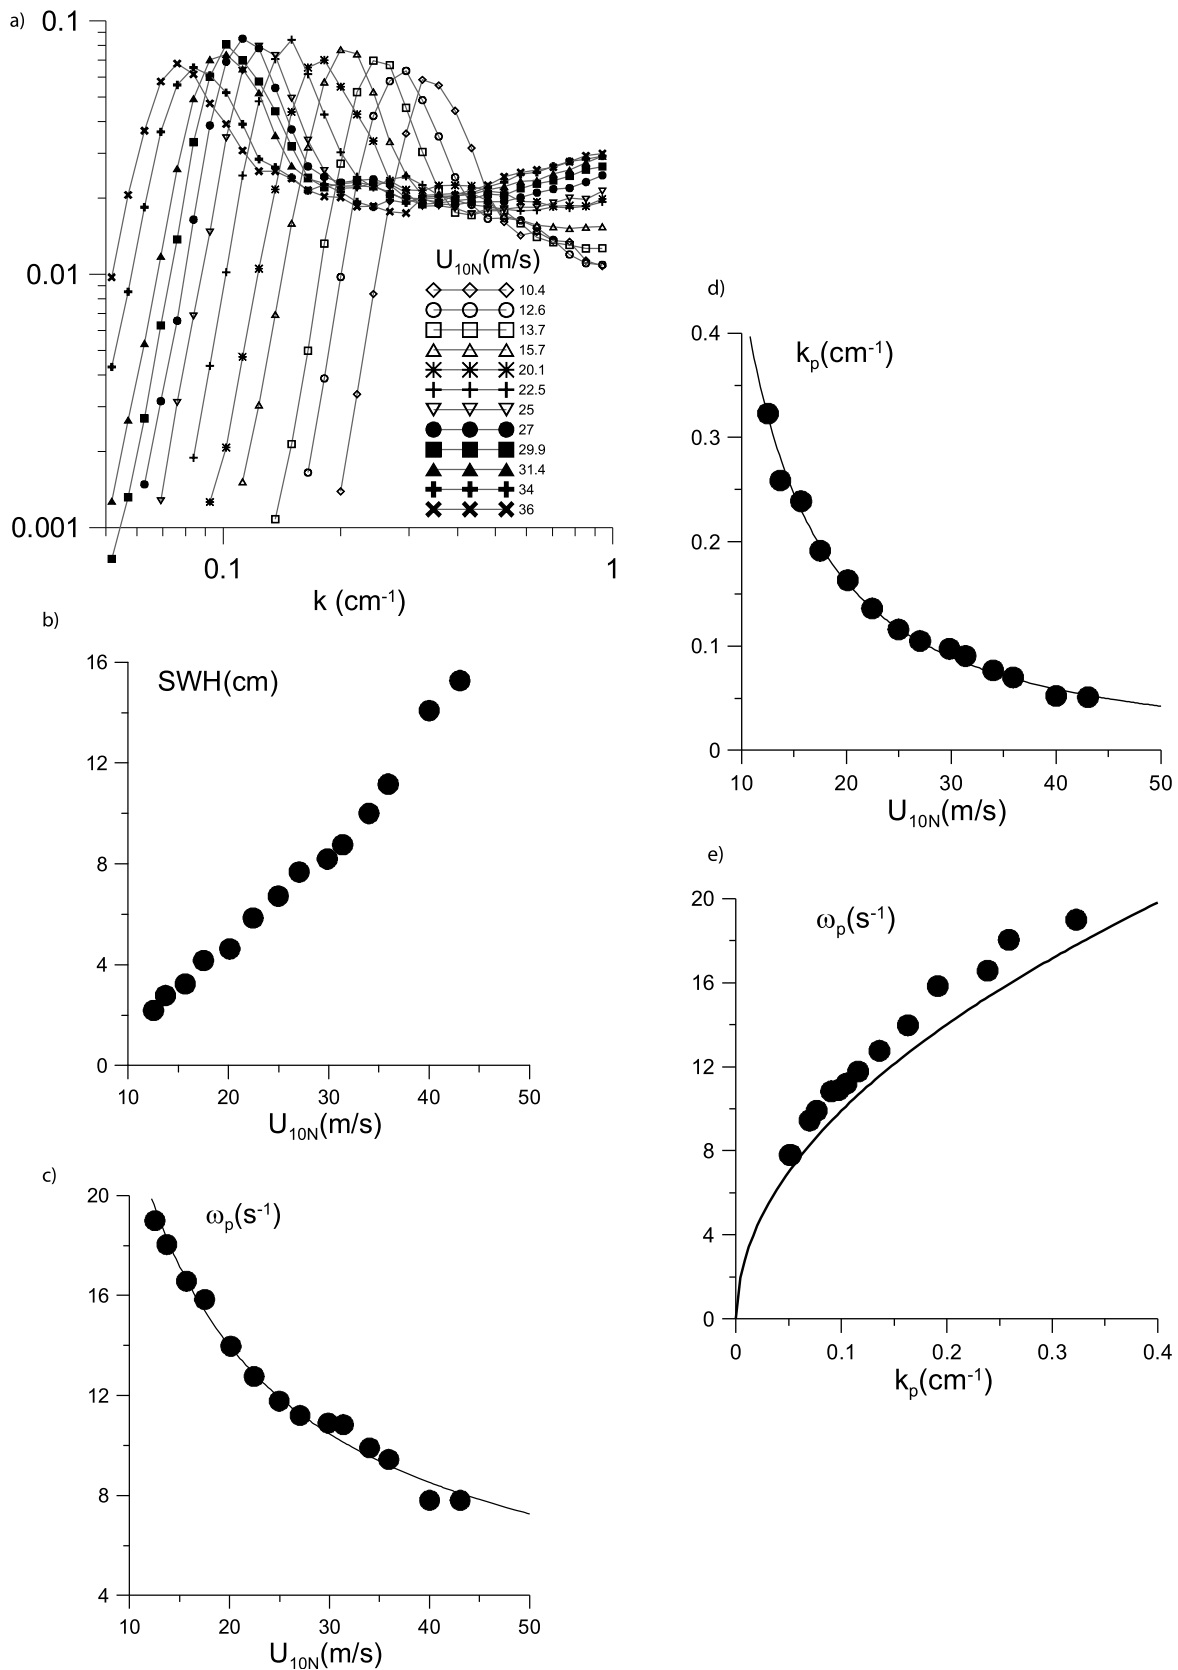 a)
0.1
0.01
0.001
0.1
1
k (cm⁻¹)
U₁₀ₙ(m/s)
10.4
12.6
13.7
15.7
20.1
22.5
25
27
29.9
31.4
34
36
b)
SWH(cm)
16
12
8
4
0
10 20 30 40 50
U₁₀ₙ(m/s)
c)
ωₚ(s⁻¹)
20
16
12
8
4
10 20 30 40 50
U₁₀ₙ(m/s)
d)
kₚ(cm⁻¹)
0.4
0.3
0.2
0.1
0
10 20 30 40 50
U₁₀ₙ(m/s)
e)
ωₚ(s⁻¹)
20
16
12
8
4
0
0 0.1 0.2 0.3 0.4
kₚ(cm⁻¹)